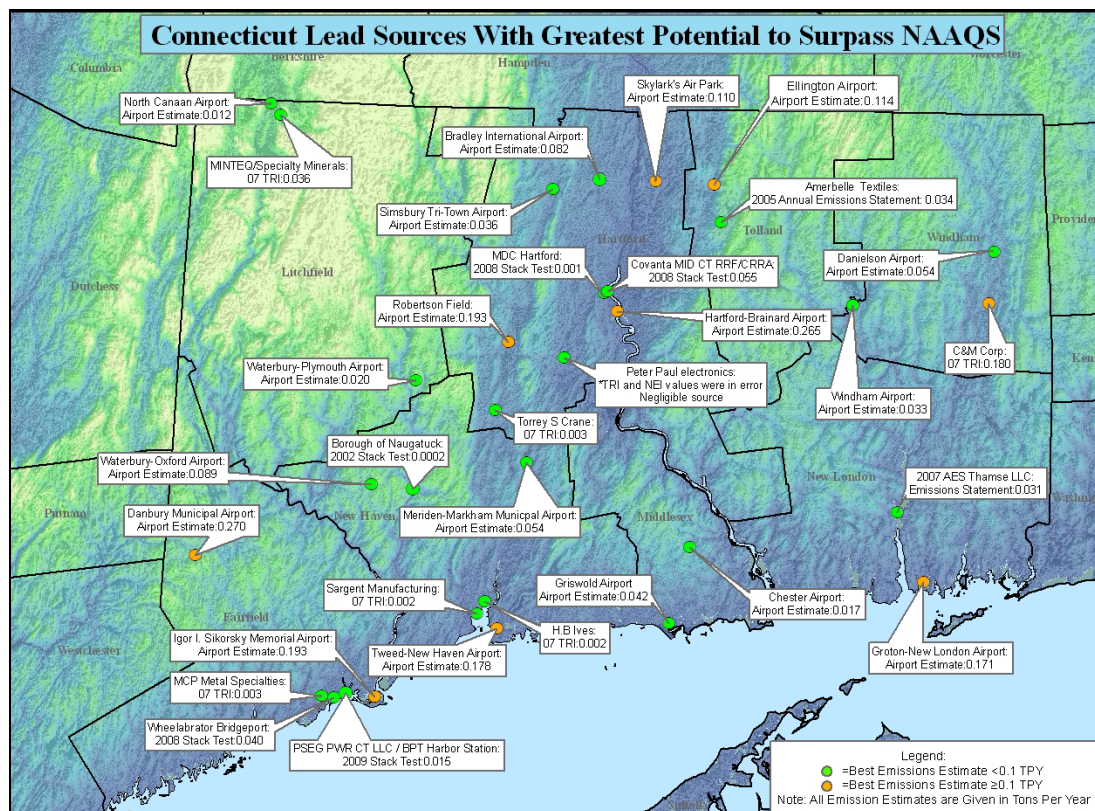 Connecticut Lead Sources With Greatest Potential to Surpass NAAQS
Columbia
Berkshire
Hampden
Worcester
North Canaan Airport:
Airport Estimate:0.012
MINTEQ/Specialty Minerals:
07 TRI:0.036
Bradley International Airport:
Airport Estimate:0.082
Skylark's Air Park:
Airport Estimate:0.110
Ellington Airport:
Airport Estimate:0.114
Simsbury Tri-Town Airport:
Airport Estimate:0.036
Amerbelle Textiles:
2005 Annual Emissions Statement: 0.034
Hartford
Tolland
Windham
Providen
Litchfield
Dutchess
MDC Hartford:
2008 Stack Test:0.001
Covanta MID CT RRF/CRRA:
2008 Stack Test:0.055
Danielson Airport:
Airport Estimate:0.054
Robertson Field:
Airport Estimate:0.193
Hartford-Brainard Airport:
Airport Estimate:0.265
C&M Corp:
07 TRI:0.180
Ken
Waterbury-Plymouth Airport:
Airport Estimate:0.020
Peter Paul electronics:
*TRI and NEI values were in error
Negligible source
Windham Airport:
Airport Estimate:0.033
Torrey S Crane:
07 TRI:0.003
Borough of Naugatuck:
2002 Stack Test:0.0002
Waterbury-Oxford Airport:
Airport Estimate:0.089
2007 AES Thamse LLC:
Emissions Statement:0.031
New London
Washing
Putnam
Danbury Municipal Airport:
Airport Estimate:0.270
New Haven
Meriden-Markham Municpal Airport:
Airport Estimate:0.054
Middlesex
Sargent Manufacturing:
07 TRI:0.002
Griswold Airport
Airport Estimate:0.042
Chester Airport:
Airport Estimate:0.017
Fairfield
H.B Ives:
07 TRI:0.002
Igor I. Sikorsky Memorial Airport:
Airport Estimate:0.193
Tweed-New Haven Airport:
Airport Estimate:0.178
Groton-New London Airport:
Airport Estimate:0.171
Westchester
MCP Metal Specialties:
07 TRI:0.003
Wheelabrator Bridgeport:
2008 Stack Test:0.040
PSEG PWR CT LLC / BPT Harbor Station:
2009 Stack Test:0.015
Suffolk
Legend:
=Best Emissions Estimate <0.1 TPY
=Best Emissions Estimate ≥0.1 TPY
Note: All Emission Estimates are Given in Tons Per Year